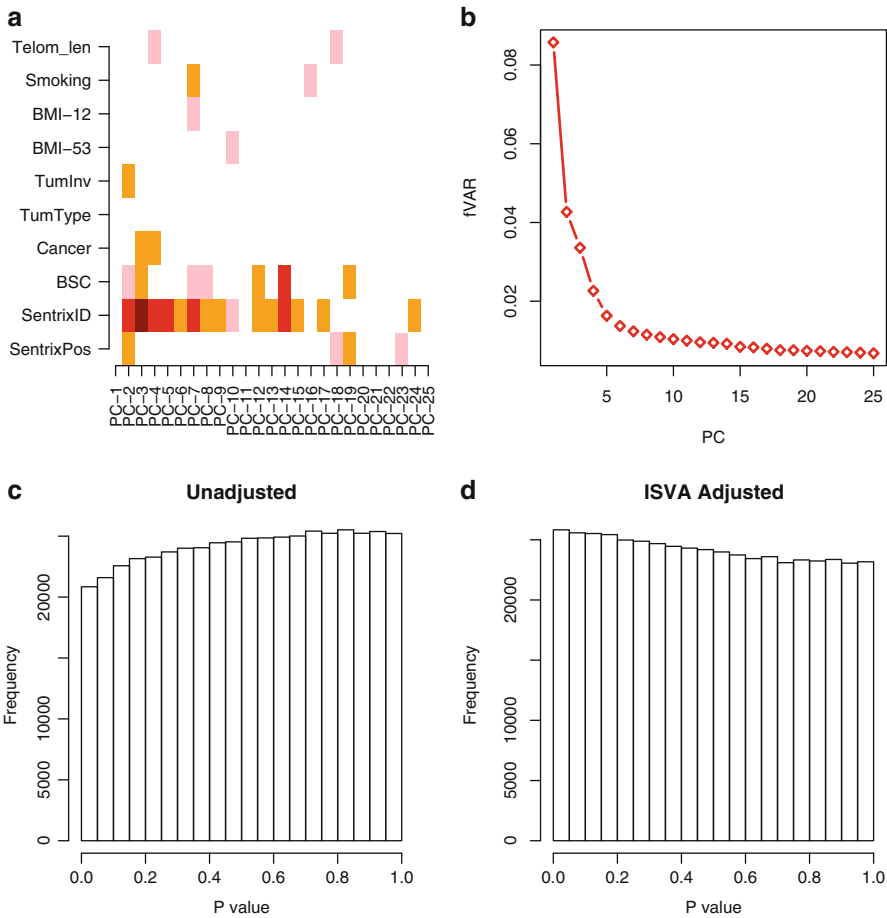 a
Telom_len
Smoking
BMI−12
BMI−53
TumInv
TumType
Cancer
BSC
SentrixID
SentrixPos
PC−1
PC−2
PC−3
PC−4
PC−5
PC−6
PC−7
PC−8
PC−9
PC−10
PC−11
PC−12
PC−13
PC−14
PC−15
PC−16
PC−17
PC−18
PC−19
PC−20
PC−21
PC−22
PC−23
PC−24
PC−25
b
fVAR
0.02
0.04
0.06
0.08
5
10
15
20
25
PC
c
Unadjusted
Frequency
0
5000
10000
20000
0.0
0.2
0.4
0.6
0.8
1.0
P value
d
ISVA Adjusted
Frequency
0
5000
10000
20000
0.0
0.2
0.4
0.6
0.8
1.0
P value